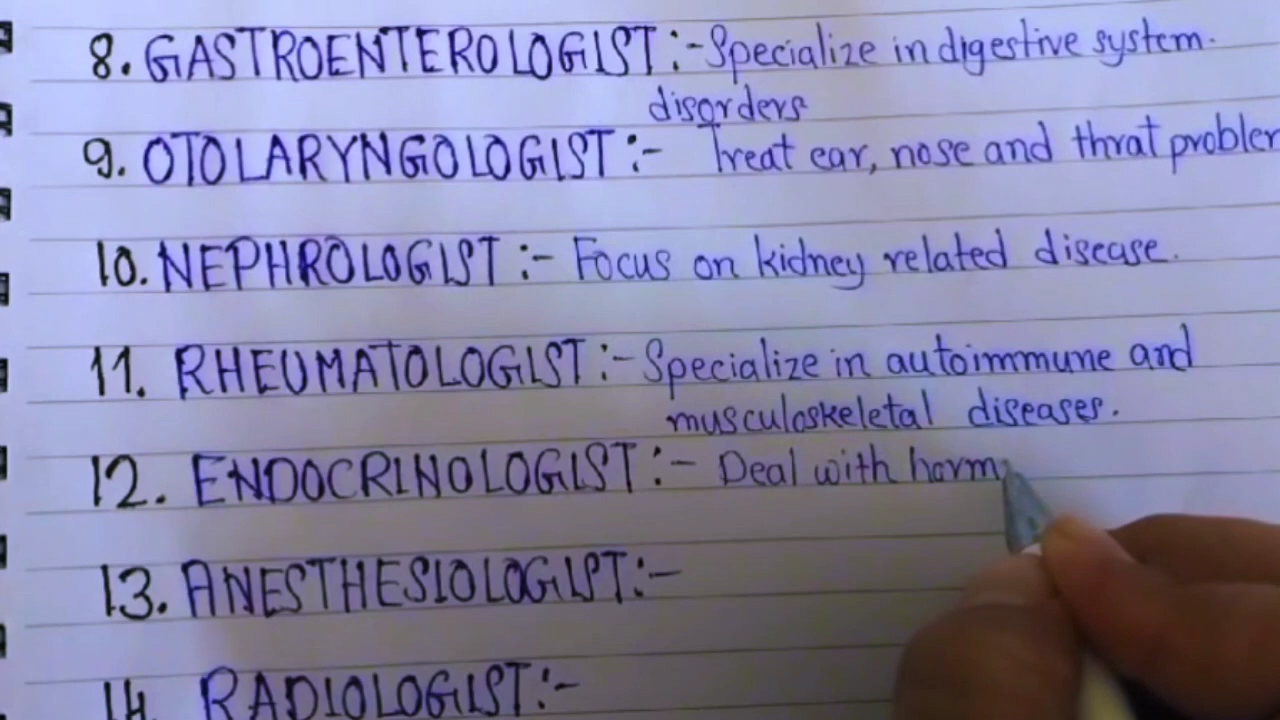 8. GASTROENTEROLOGIST :- Specialize in digestive system.
disorders
9. OTOLARYNGOLOGIST :- Treat ear, nose and thrat problem
10. NEPHROLOGIST :- Focus on kidney related disease.
11. RHEUMATOLOGIST :- Specialize in autoimmune and
musculoskeletal diseases.
12. ENDOCRINOLOGIST :- Deal with horm
13. ANESTHESIOLOGIST :-
14. RADIOLOGIST :-